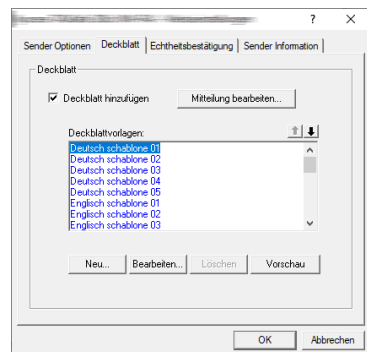 ? ×
Sender Optionen Deckblatt Echtheitsbestätigung Sender Information
Deckblatt
Deckblatt hinzufügen Mitteilung bearbeiten...
Deckblattvorlagen:
Deutsch schablone 01
Deutsch schablone 02
Deutsch schablone 03
Deutsch schablone 04
Deutsch schablone 05
Englisch schablone 01
Englisch schablone 02
Englisch schablone 03
Neu... Bearbeiten... Löschen Vorschau
OK Abbrechen